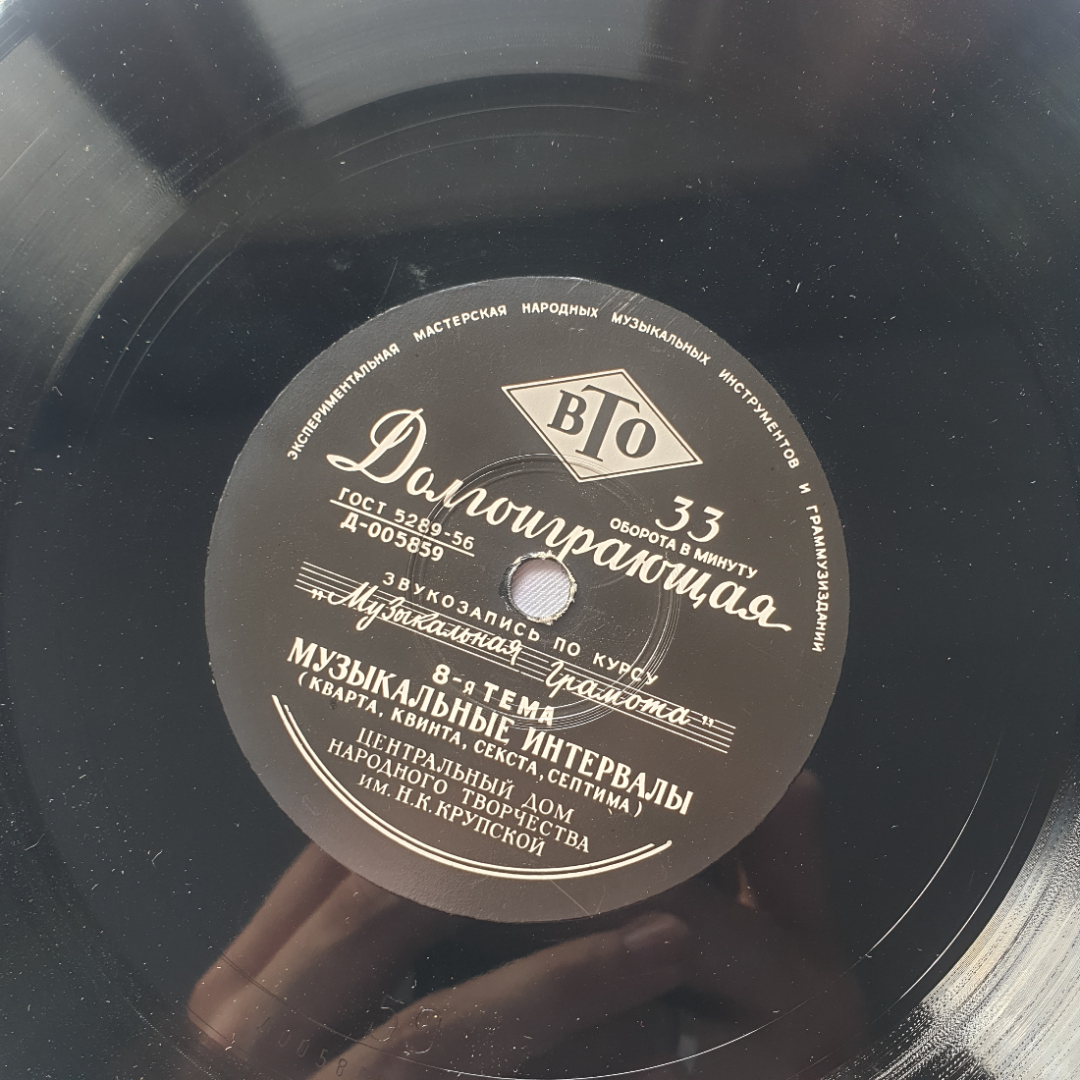 ЭКСПЕРИМЕНТАЛЬНАЯ МАСТЕРСКАЯ НАРОДНЫХ МУЗЫКАЛЬНЫХ ИНСТРУМЕНТОВ И ГРАММУЗИЗДАНИЙ
ВТО
Долгоиграющая
33
ОБОРОТА В МИНУТУ
ГОСТ 5289-56
Д-005859
ЗВУКОЗАПИСЬ ПО КУРСУ
„Музыкальная грамота"
8-я ТЕМА
МУЗЫКАЛЬНЫЕ ИНТЕРВАЛЫ
(КВАРТА, КВИНТА, СЕКСТА, СЕПТИМА)
ЦЕНТРАЛЬНЫЙ ДОМ
НАРОДНОГО ТВОРЧЕСТВА
им. Н.К.КРУПСКОЙ